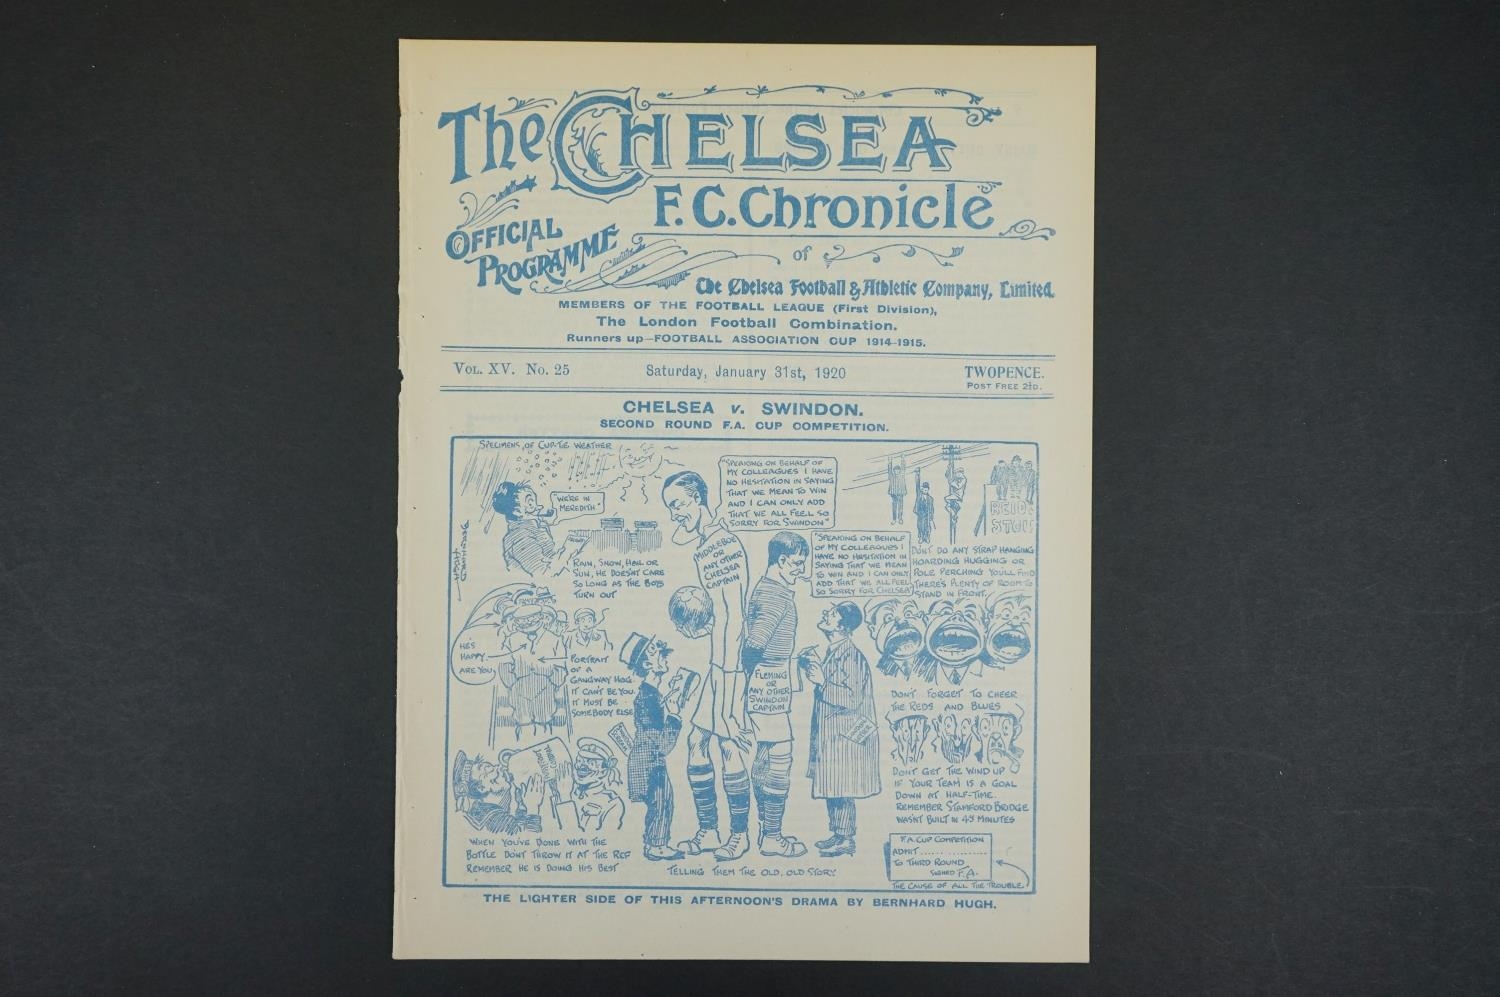 The CHELSEA
F.C. Chronicle
OFFICIAL
PROGRAMME
of
The Chelsea Football & Athletic Company, Limited.
MEMBERS OF THE FOOTBALL LEAGUE (First Division),
The London Football Combination.
Runners up—FOOTBALL ASSOCIATION CUP 1914-1915.
VOL. XV. No. 25
Saturday, January 31st, 1920
TWOPENCE.
POST FREE 2½D.
CHELSEA v. SWINDON.
SECOND ROUND F.A. CUP COMPETITION.
SPECIMENS OF CUP-TIE WEATHER
"WE'RE IN
MEREDITH"
BERNHARD
HUGH
RAIN, SNOW, HAIL OR
SUN, HE DOESN'T CARE
SO LONG AS THE BOYS
TURN OUT
"SPEAKING ON BEHALF OF
MY COLLEAGUES I HAVE
NO HESITATION IN SAYING
THAT WE MEAN TO WIN
AND I CAN ONLY ADD
THAT WE ALL FEEL SO
SORRY FOR SWINDON"
MIDDLEBOE
OR
ANY OTHER
CHELSEA
CAPTAIN
"SPEAKING ON BEHALF
OF MY COLLEAGUES I
HAVE NO HESITATION IN
SAYING THAT WE MEAN
TO WIN AND I CAN ONLY
ADD THAT WE ALL FEEL
SO SORRY FOR CHELSEA"
DON'T DO ANY STRAP HANGING
HOARDING HUGGING OR
POLE PERCHING YOU'LL FIND
THERE'S PLENTY OF ROOM TO
STAND IN FRONT.
HE'S
HAPPY.
ARE YOU
PORTRAIT
OF A
GANGWAY HOG.
IT CAN'T BE YOU.
IT MUST BE
SOMEBODY ELSE
FLEMING
OR
ANY OTHER
SWINDON
CAPTAIN
DON'T FORGET TO CHEER
THE REDS AND BLUES
DON'T GET THE WIND UP
IF YOUR TEAM IS A GOAL
DOWN AT HALF-TIME.
REMEMBER STAMFORD BRIDGE
WASN'T BUILT IN 45 MINUTES
WHEN YOU'VE DONE WITH THE
BOTTLE DON'T THROW IT AT THE REF
REMEMBER HE IS DOING HIS BEST
TELLING THEM THE OLD, OLD STORY
F.A. CUP COMPETITION
ADMIT .................
TO THIRD ROUND
SIGNED F.A.
THE CAUSE OF ALL THE TROUBLE.
THE LIGHTER SIDE OF THIS AFTERNOON'S DRAMA BY BERNHARD HUGH.